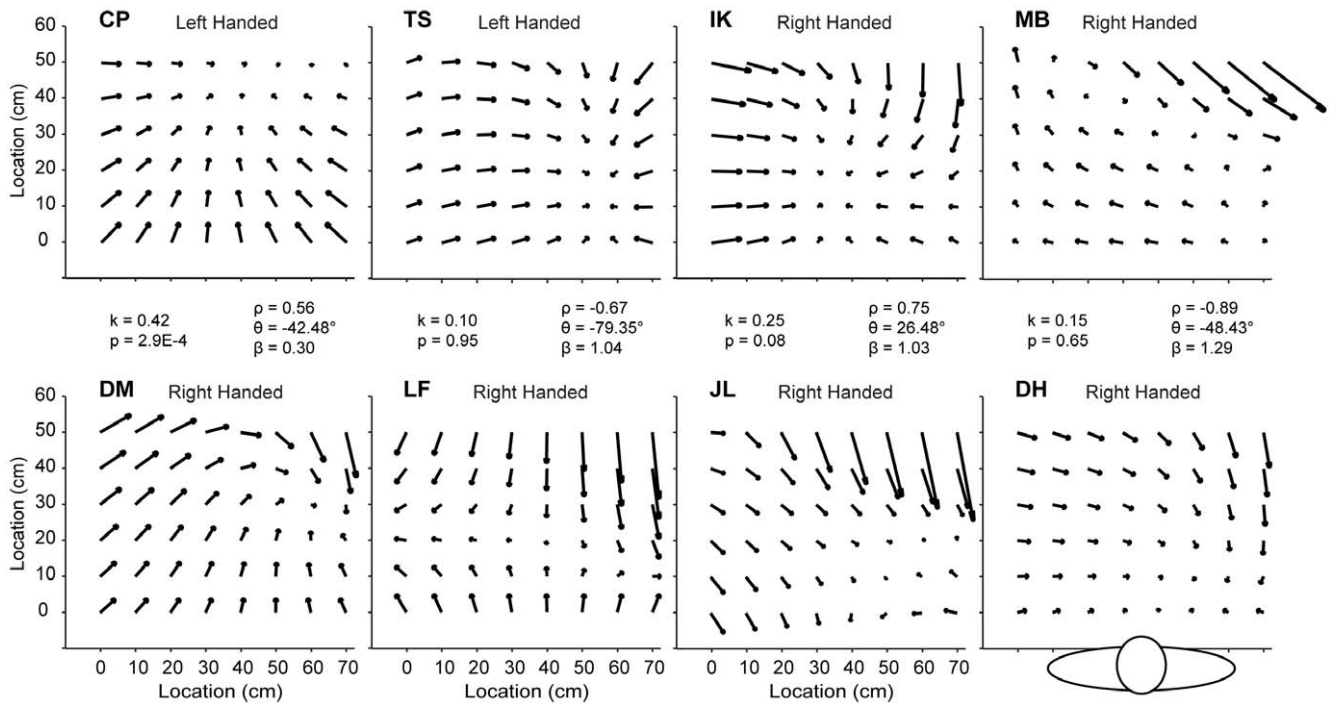 CP Left Handed
TS Left Handed
IK Right Handed
MB Right Handed
60
50
40
30
20
10
0
Location (cm)
k = 0.42
p = 2.9E-4
ρ = 0.56
θ = -42.48°
β = 0.30
k = 0.10
p = 0.95
ρ = -0.67
θ = -79.35°
β = 1.04
k = 0.25
p = 0.08
ρ = 0.75
θ = 26.48°
β = 1.03
k = 0.15
p = 0.65
ρ = -0.89
θ = -48.43°
β = 1.29
DM Right Handed
LF Right Handed
JL Right Handed
DH Right Handed
60
50
40
30
20
10
0
Location (cm)
0 10 20 30 40 50 60 70
Location (cm)
0 10 20 30 40 50 60 70
Location (cm)
0 10 20 30 40 50 60 70
Location (cm)